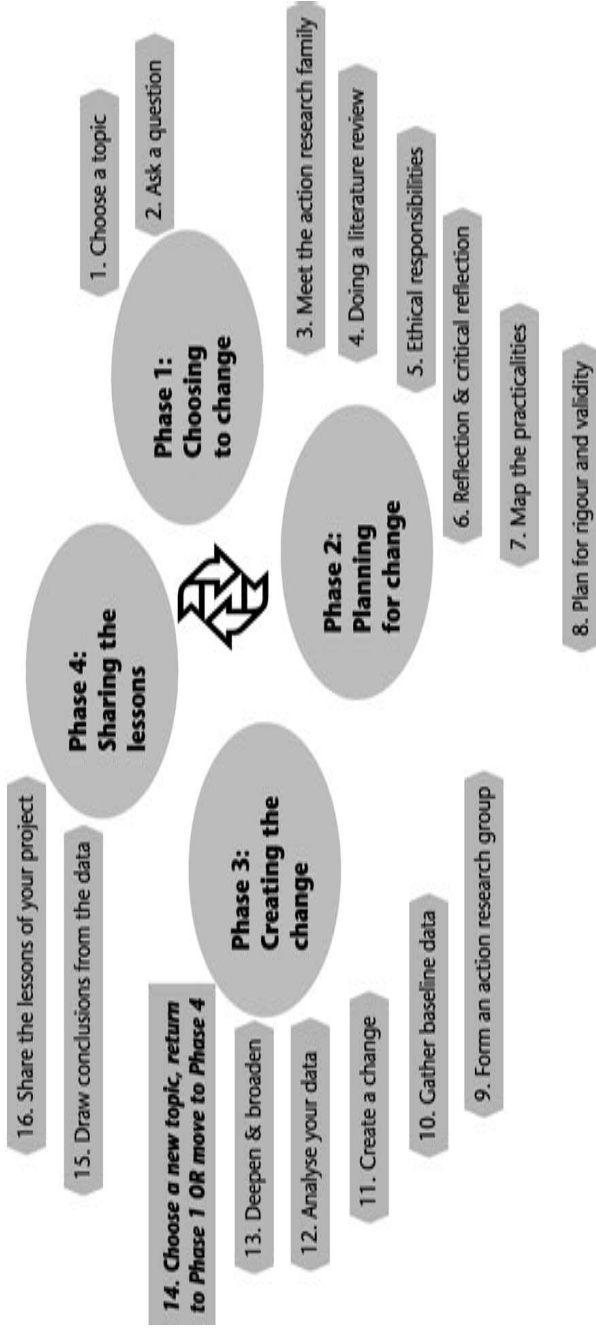 Phase 1:
Choosing
to change
1. Choose a topic
2. Ask a question
Phase 2:
Planning
for change
3. Meet the action research family
4. Doing a literature review
5. Ethical responsibilities
6. Reflection & critical reflection
7. Map the practicalities
8. Plan for rigour and validity
Phase 3:
Creating the
change
9. Form an action research group
10. Gather baseline data
11. Create a change
12. Analyse your data
13. Deepen & broaden
14. Choose a new topic, return
to Phase 1 OR move to Phase 4
Phase 4:
Sharing the
lessons
15. Draw conclusions from the data
16. Share the lessons of your project